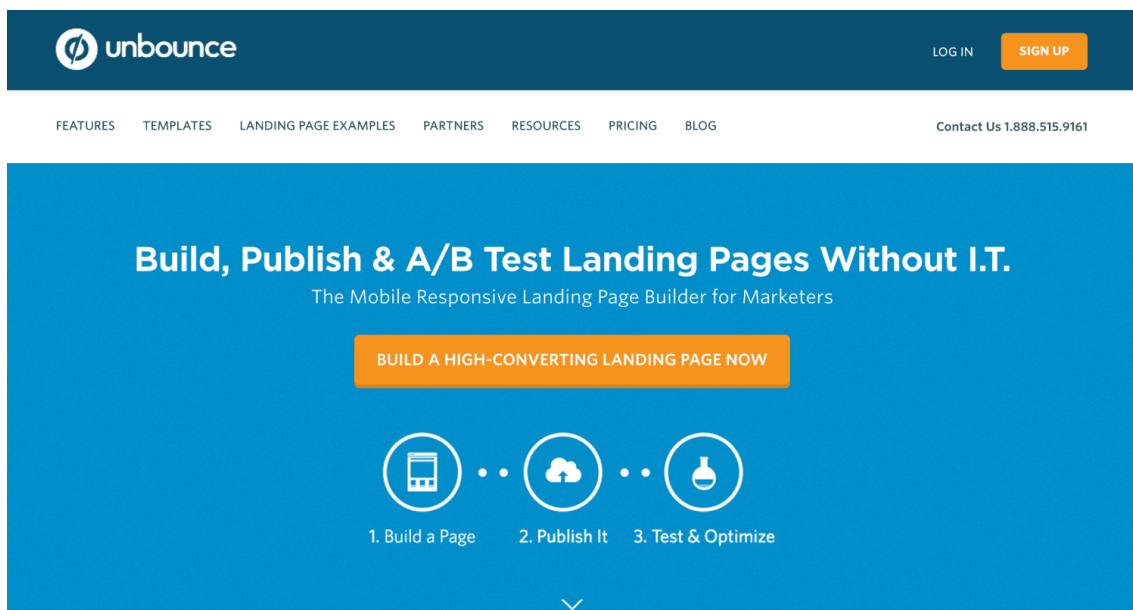 unbounce
LOG IN
SIGN UP
FEATURES TEMPLATES LANDING PAGE EXAMPLES PARTNERS RESOURCES PRICING BLOG Contact Us 1.888.515.9161
Build, Publish & A/B Test Landing Pages Without I.T.
The Mobile Responsive Landing Page Builder for Marketers
BUILD A HIGH-CONVERTING LANDING PAGE NOW
1. Build a Page 2. Publish It 3. Test & Optimize